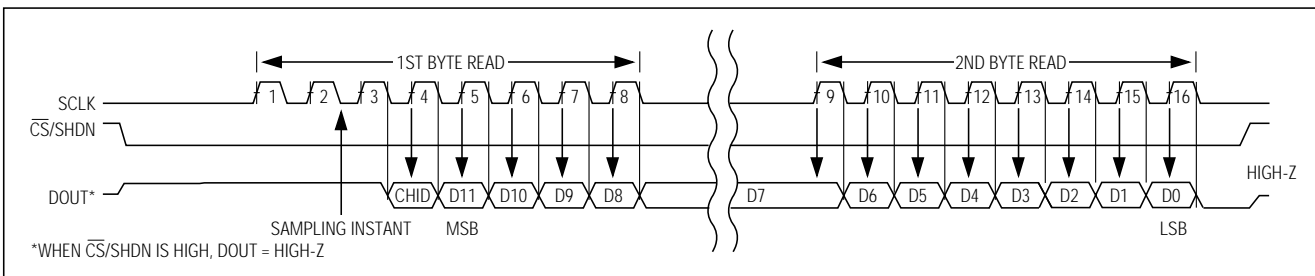 1ST BYTE READ 2ND BYTE READ
SCLK 1 2 3 4 5 6 7 8 9 10 11 12 13 14 15 16
C̅S̅/SHDN
HIGH-Z
DOUT* CHID D11 D10 D9 D8 D7 D6 D5 D4 D3 D2 D1 D0
SAMPLING INSTANT MSB LSB
*WHEN C̅S̅/SHDN IS HIGH, DOUT = HIGH-Z